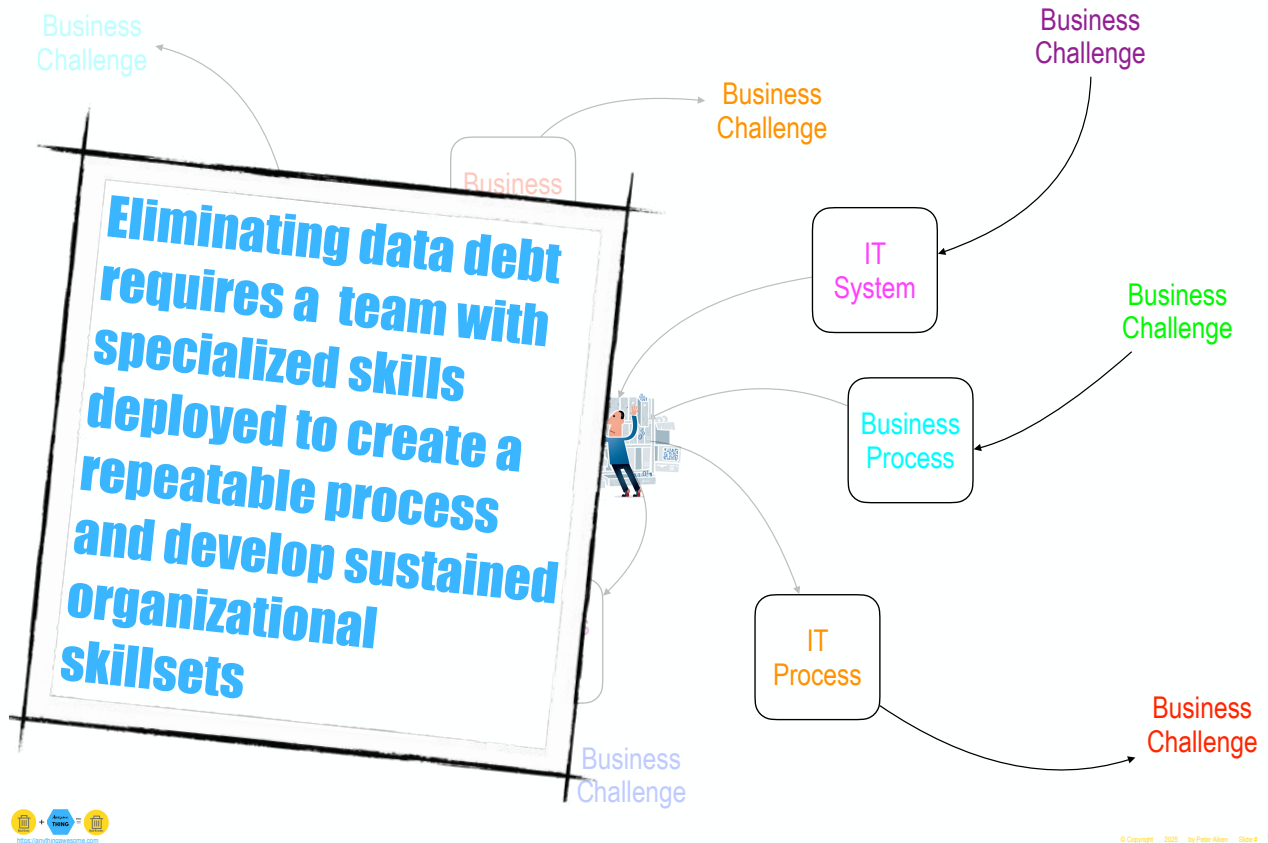 Business
Challenge
Business
Challenge
Business
Challenge
Business
Eliminating data debt
requires a  team with
specialized skills
deployed to create a
repeatable process
and develop sustained
organizational
skillsets
IT
System
Business
Challenge
Business
Process
IT
Process
Business
Challenge
Business
Challenge
THING
https://anythingawesome.com
© Copyright 2025 by Peter Aiken Slide #